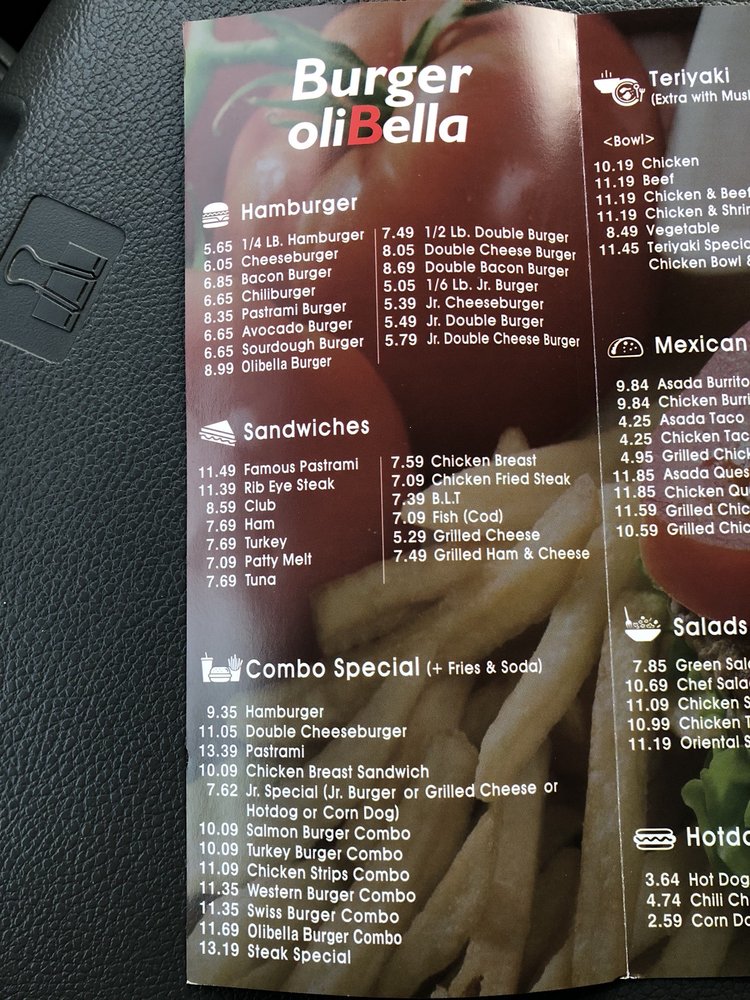 Burger
oliBella
Hamburger
5.65 1/4 LB. Hamburger
6.05 Cheeseburger
6.85 Bacon Burger
6.65 Chiliburger
8.35 Pastrami Burger
6.65 Avocado Burger
6.65 Sourdough Burger
8.99 Olibella Burger
7.49 1/2 Lb. Double Burger
8.05 Double Cheese Burger
8.69 Double Bacon Burger
5.05 1/6 Lb. Jr. Burger
5.39 Jr. Cheeseburger
5.49 Jr. Double Burger
5.79 Jr. Double Cheese Burger
Sandwiches
11.49 Famous Pastrami
11.39 Rib Eye Steak
8.59 Club
7.69 Ham
7.69 Turkey
7.09 Patty Melt
7.69 Tuna
7.59 Chicken Breast
7.09 Chicken Fried Steak
7.39 B.L.T
7.09 Fish (Cod)
5.29 Grilled Cheese
7.49 Grilled Ham & Cheese
Combo Special (+ Fries & Soda)
9.35 Hamburger
11.05 Double Cheeseburger
13.39 Pastrami
10.09 Chicken Breast Sandwich
7.62 Jr. Special (Jr. Burger or Grilled Cheese or
Hotdog or Corn Dog)
10.09 Salmon Burger Combo
10.09 Turkey Burger Combo
11.09 Chicken Strips Combo
11.35 Western Burger Combo
11.35 Swiss Burger Combo
11.69 Olibella Burger Combo
13.19 Steak Special
Teriyaki
(Extra with
<Bowl>
10.19 Chicken
11.19 Beef
11.19 Chicken & Beef
11.19 Chicken &
8.49 Vegetable
11.45 Teriyaki
Chicken Bowl &
Mexican
9.84 Asada Burrito
9.84 Chicken
4.25 Asada Taco
4.25 Chicken
4.95 Grilled
11.85 Asada
11.85 Chicken
11.59 Grilled
10.59 Grilled
Salads
7.85 Green
10.69 Chef
11.09 Chicken
10.99 Chicken
11.19 Oriental
3.64 Hot Dog
4.74 Chili
2.59 Corn